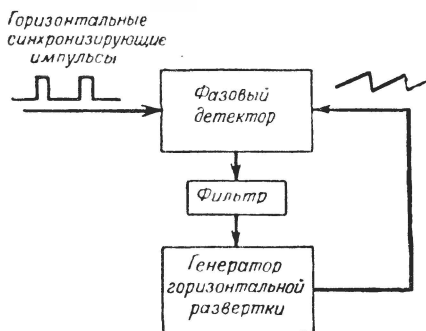 Горизонтальные
синхронизирующие
импульсы
Фазовый
детектор
Фильтр
Генератор
горизонтальной
развертки